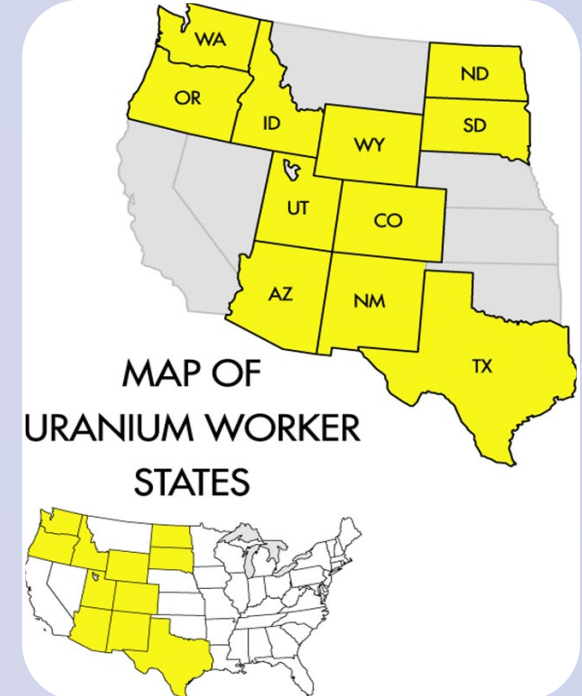 WA
ND
OR
SD
ID
WY
UT
CO
AZ
NM
TX
MAP OF
URANIUM WORKER
STATES